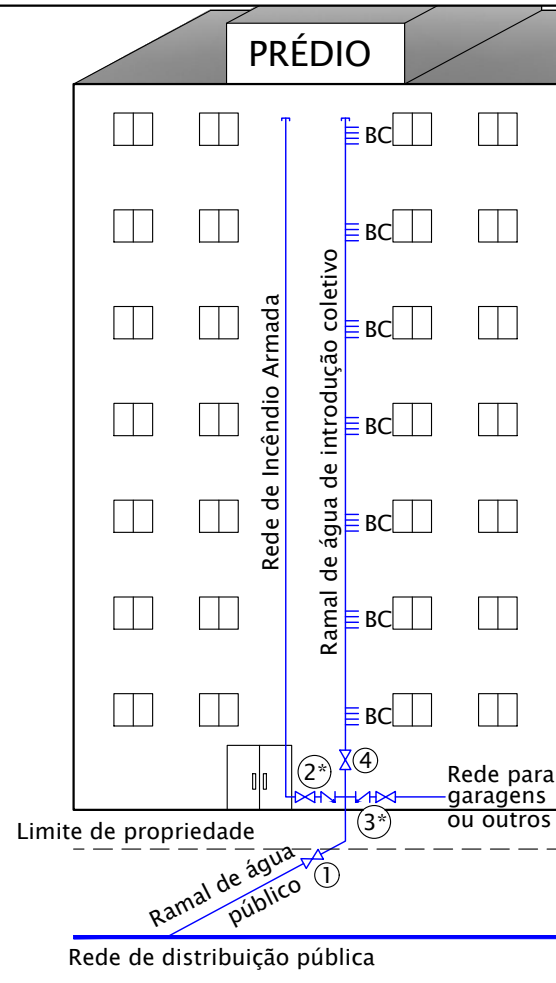 PRÉDIO
BC
BC
BC
BC
BC
BC
BC
Rede de Incêndio Armada
Ramal de água de introdução coletivo
2*
4
3*
Rede para
garagens
ou outros
Limite de propriedade
Ramal de água
público
1
Rede de distribuição pública